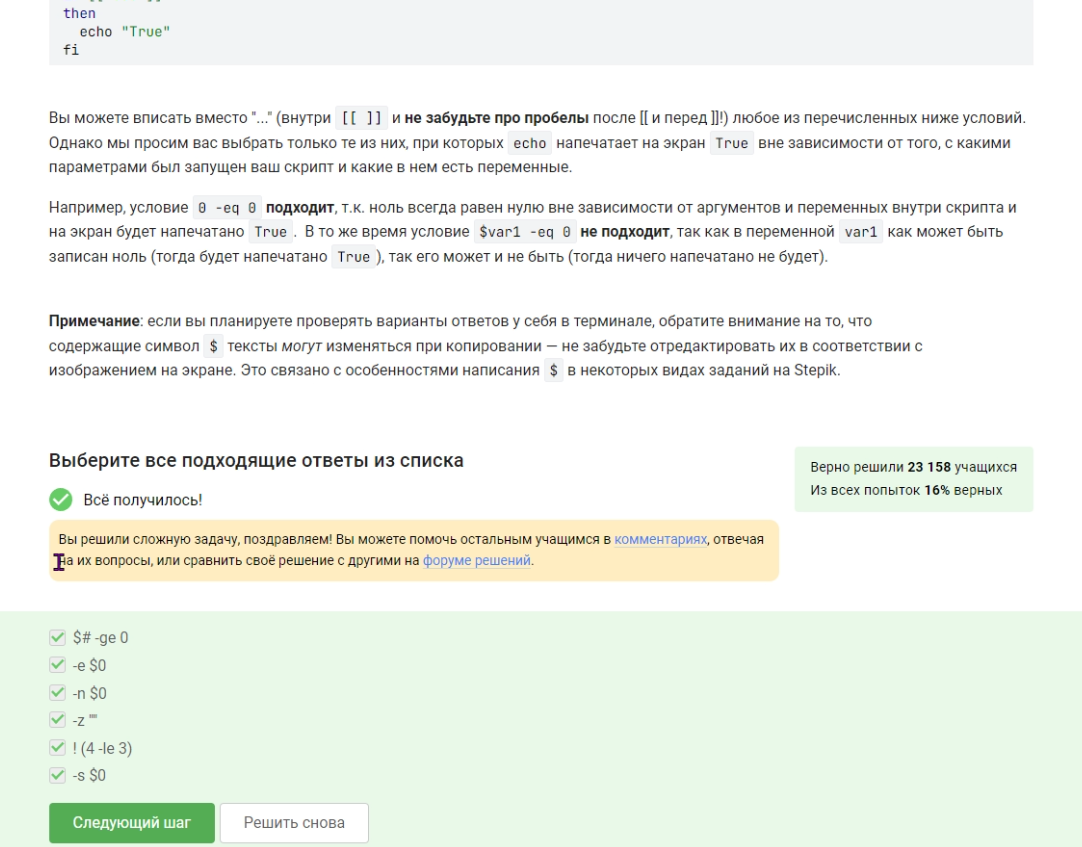 then
echo "True"
fi
Вы можете вписать вместо "..." (внутри [[ ]] и не забудьте про пробелы после [[ и перед ]]!) любое из перечисленных ниже условий.
Однако мы просим вас выбрать только те из них, при которых echo напечатает на экран True вне зависимости от того, с какими
параметрами был запущен ваш скрипт и какие в нем есть переменные.
Например, условие 0 -eq 0 подходит, т.к. ноль всегда равен нулю вне зависимости от аргументов и переменных внутри скрипта и
на экран будет напечатано True . В то же время условие $var1 -eq 0 не подходит, так как в переменной var1 как может быть
записан ноль (тогда будет напечатано True ), так его может и не быть (тогда ничего напечатано не будет).
Примечание: если вы планируете проверять варианты ответов у себя в терминале, обратите внимание на то, что
содержащие символ $ тексты могут изменяться при копировании — не забудьте отредактировать их в соответствии с
изображением на экране. Это связано с особенностями написания $ в некоторых видах заданий на Stepik.
Выберите все подходящие ответы из списка
Верно решили 23 158 учащихся
Из всех попыток 16% верных
Всё получилось!
Вы решили сложную задачу, поздравляем! Вы можете помочь остальным учащимся в комментариях, отвечая
на их вопросы, или сравнить своё решение с другими на форуме решений.
$# -ge 0
-e $0
-n $0
-z ""
! (4 -le 3)
-s $0
Следующий шаг
Решить снова